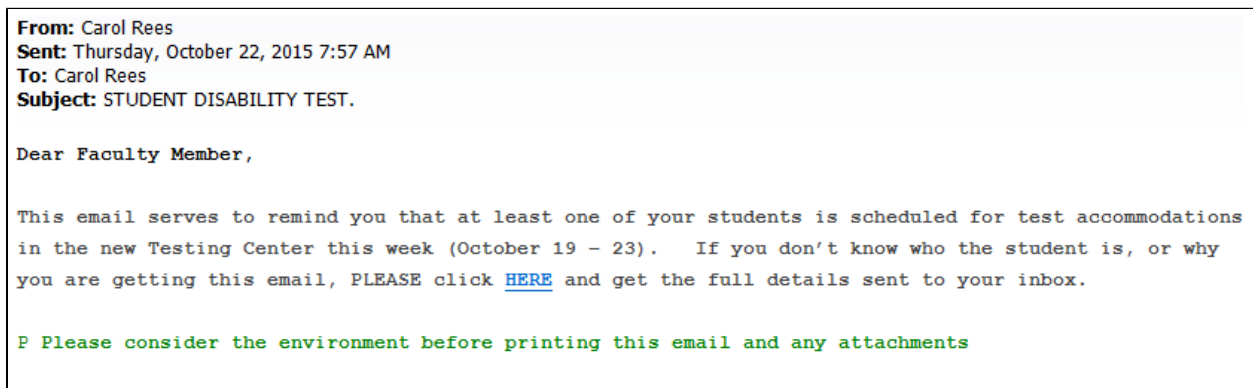 From: Carol Rees
Sent: Thursday, October 22, 2015 7:57 AM
To: Carol Rees
Subject: STUDENT DISABILITY TEST.
Dear Faculty Member,
This email serves to remind you that at least one of your students is scheduled for test accommodations
in the new Testing Center this week (October 19 – 23).   If you don’t know who the student is, or why
you are getting this email, PLEASE click HERE and get the full details sent to your inbox.
P Please consider the environment before printing this email and any attachments